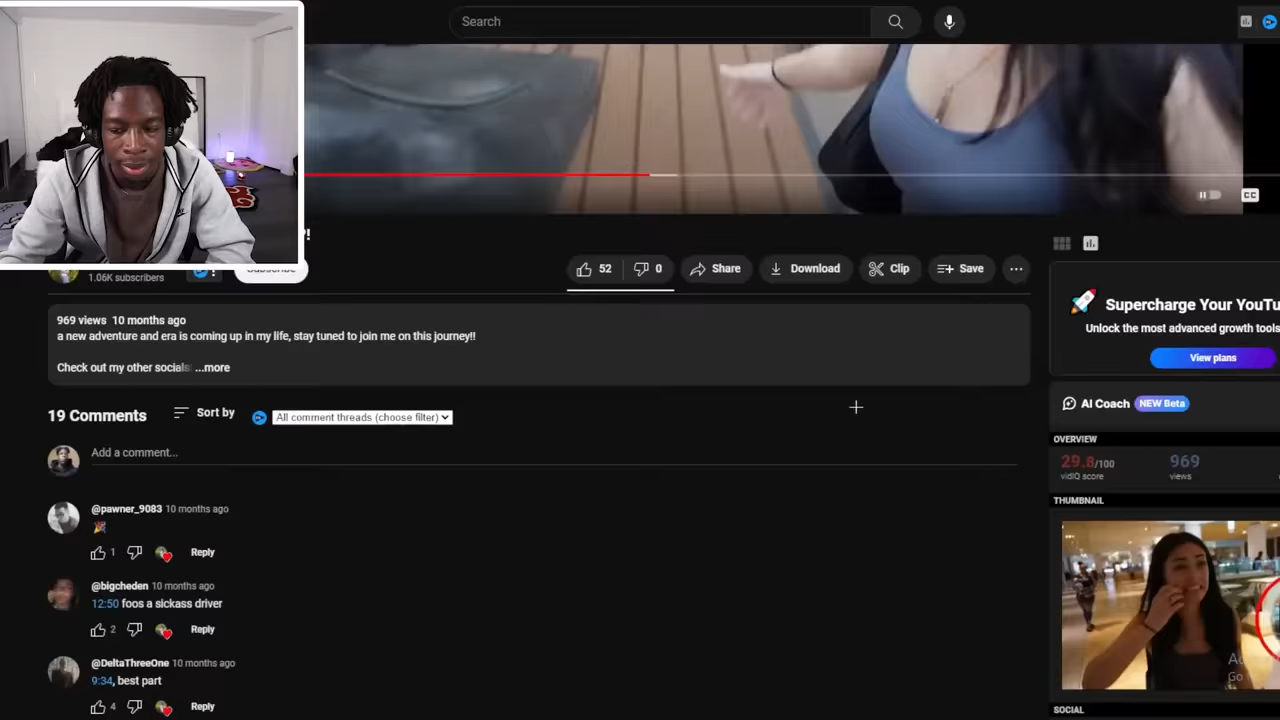 Search
CC
!
1.06K subscribers
Subscribe
52
0
Share
Download
Clip
Save
969 views 10 months ago
a new adventure and era is coming up in my life, stay tuned to join me on this journey!!
Check out my other socials ...more
19 Comments
Sort by
All comment threads (choose filter)
Add a comment...
@pawner_9083 10 months ago
🎉
1
Reply
@bigcheden 10 months ago
12:50 foos a sickass driver
2
Reply
@DeltaThreeOne 10 months ago
9:34, best part
4
Reply
Supercharge Your YouTu
Unlock the most advanced growth tools
View plans
AI Coach NEW Beta
OVERVIEW
29.8/100
969
vidIQ score
views
THUMBNAIL
SOCIAL